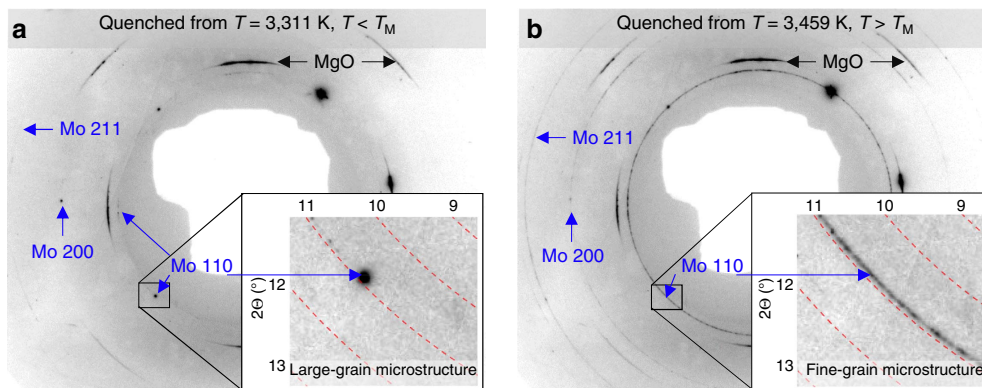 a
Quenched from T = 3,311 K, T < TM
MgO
Mo 211
Mo 200
Mo 110
11 10 9
12
13
2Θ (°)
Large-grain microstructure
b
Quenched from T = 3,459 K, T > TM
MgO
Mo 211
Mo 200
Mo 110
11 10 9
12
13
2Θ (°)
Fine-grain microstructure